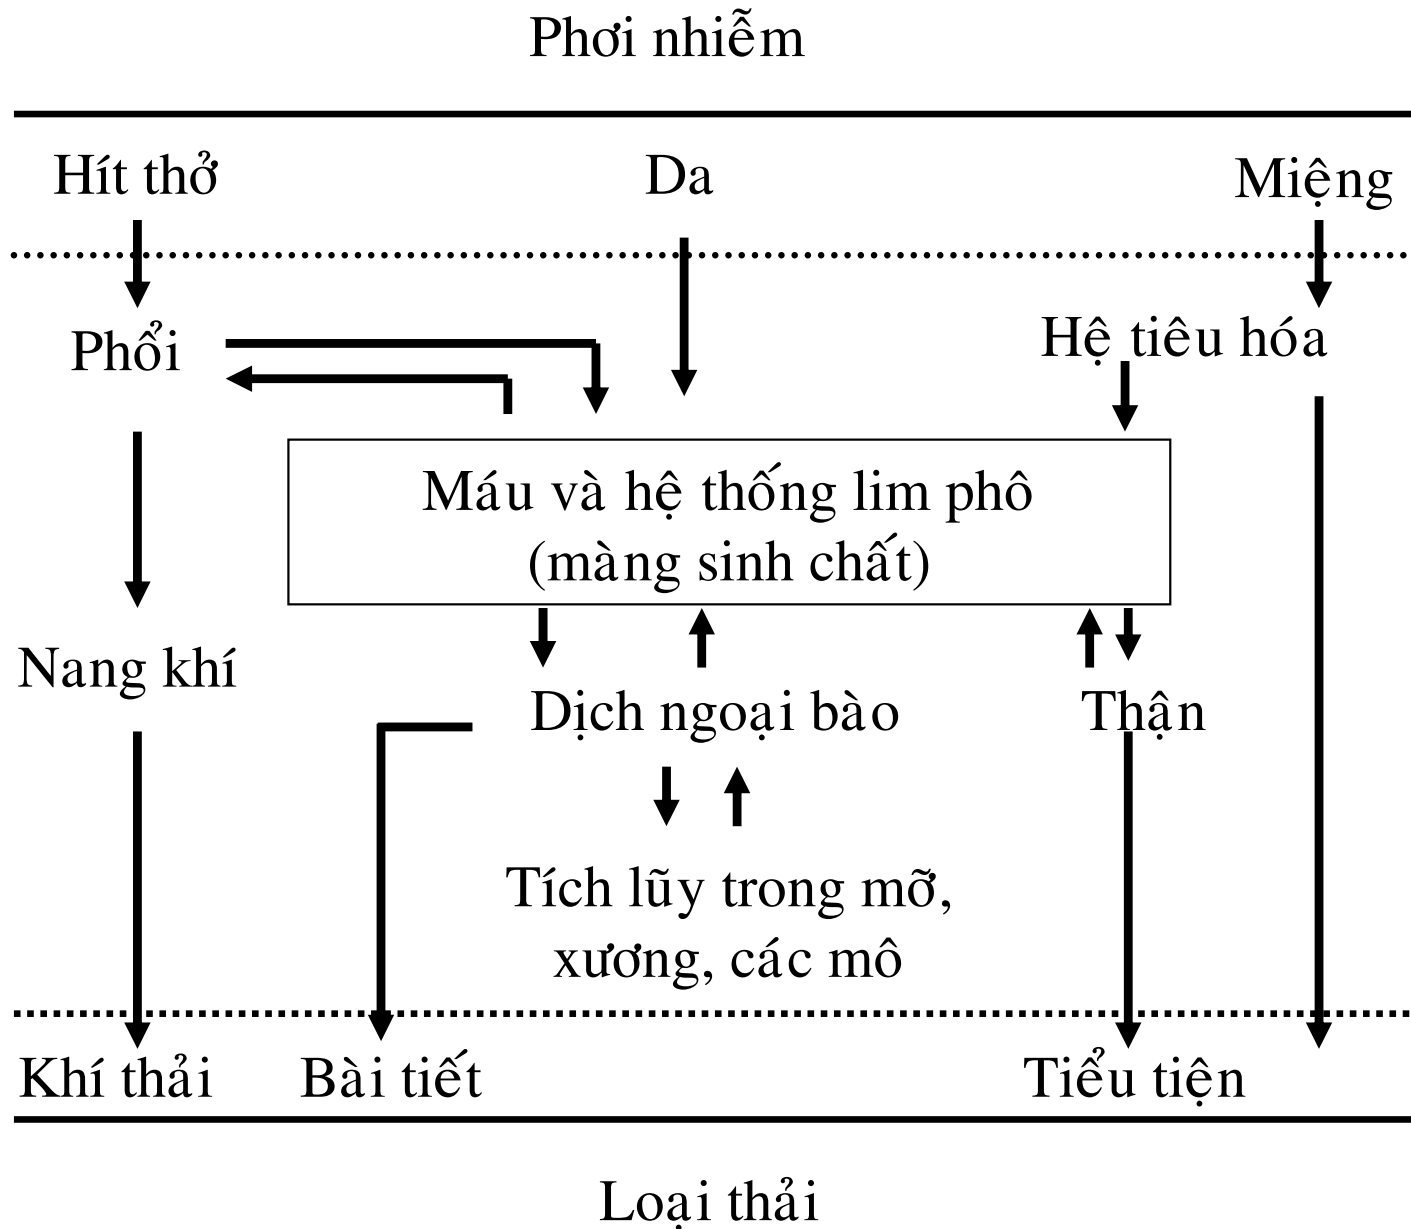 Phơi nhiễm
Hít thở
Da
Miệng
Phổi
Hệ tiêu hóa
Máu và hệ thống lim phô
(màng sinh chất)
Nang khí
Dịch ngoại bào
Thận
Tích lũy trong mỡ,
xương, các mô
Khí thải
Bài tiết
Tiểu tiện
Loại thải